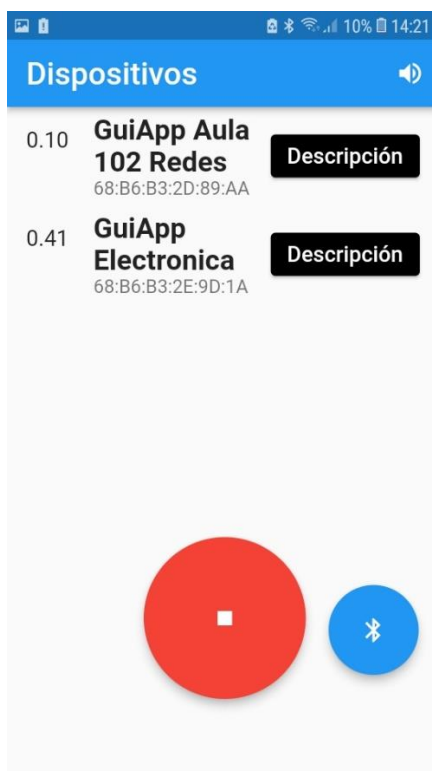 10% 14:21
Dispositivos
0.10
GuiApp Aula
102 Redes
68:B6:B3:2D:89:AA
Descripción
0.41
GuiApp
Electronica
68:B6:B3:2E:9D:1A
Descripción